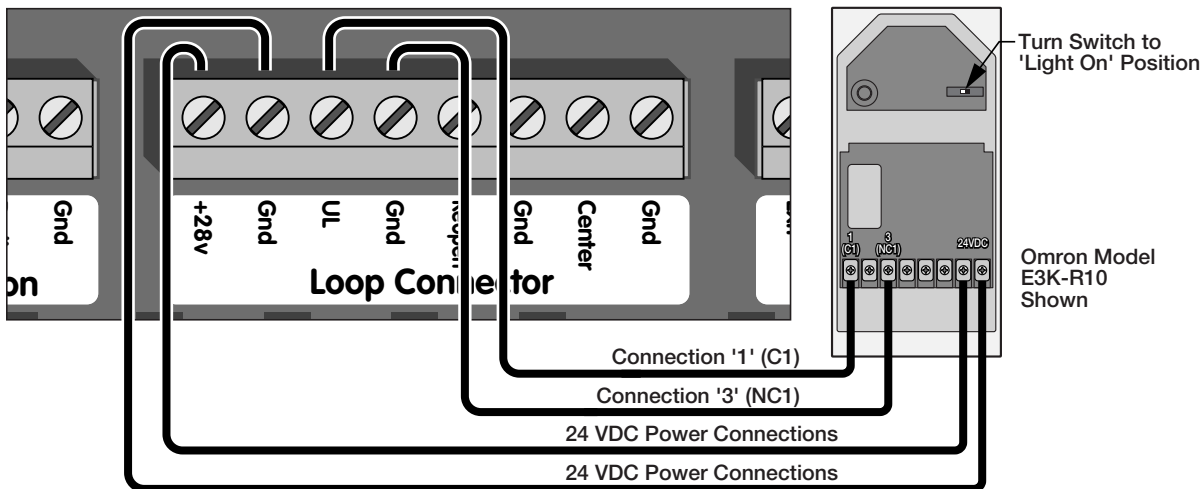 Turn Switch to
'Light On' Position
Gnd
+28v
Gnd
UL
Gnd
Gnd
Center
Gnd
on
Loop Connector
1
(C1)
3
(NC1)
24VDC
Omron Model
E3K-R10
Shown
Connection '1' (C1)
Connection '3' (NC1)
24 VDC Power Connections
24 VDC Power Connections